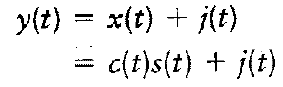 y(t) = x(t) + j(t)
= c(t)s(t) + j(t)